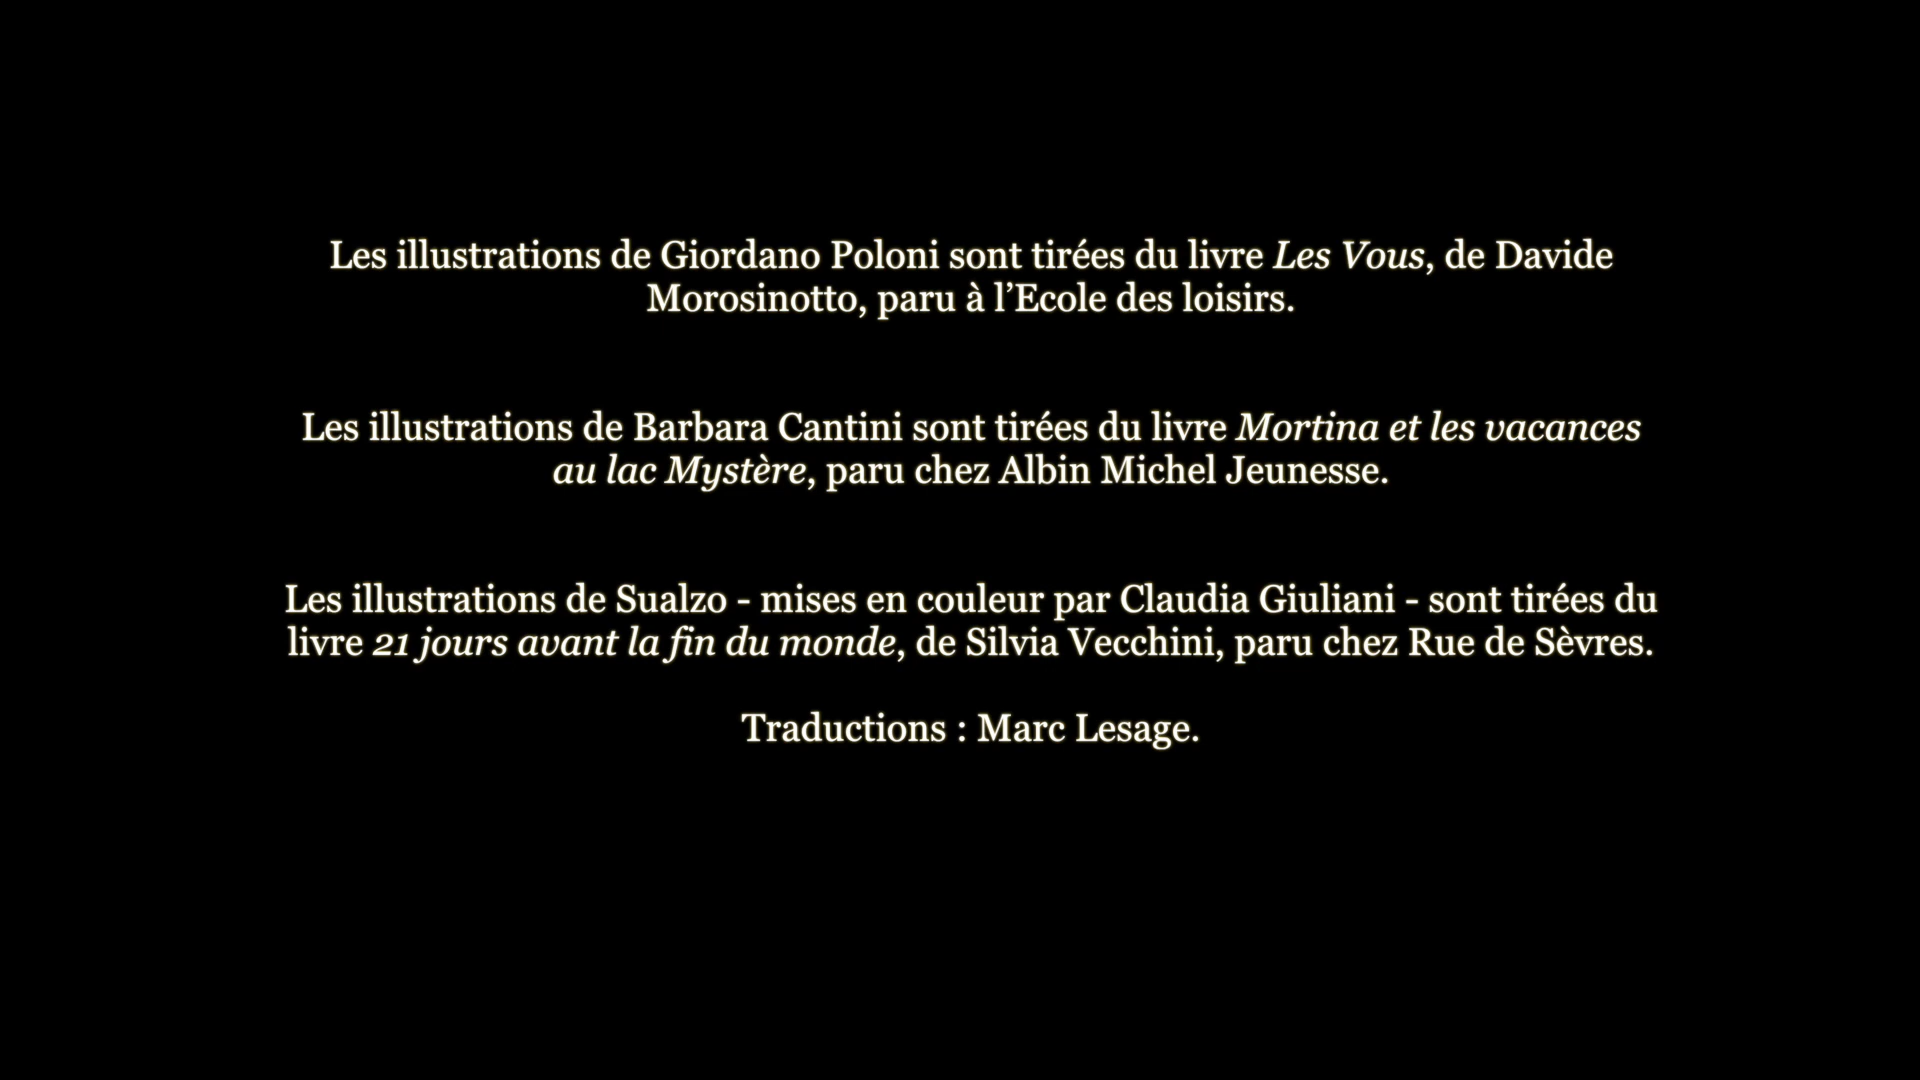 Les illustrations de Giordano Poloni sont tirées du livre Les Vous, de Davide
Morosinotto, paru à l’Ecole des loisirs.
Les illustrations de Barbara Cantini sont tirées du livre Mortina et les vacances
au lac Mystère, paru chez Albin Michel Jeunesse.
Les illustrations de Sualzo - mises en couleur par Claudia Giuliani - sont tirées du
livre 21 jours avant la fin du monde, de Silvia Vecchini, paru chez Rue de Sèvres.
Traductions : Marc Lesage.